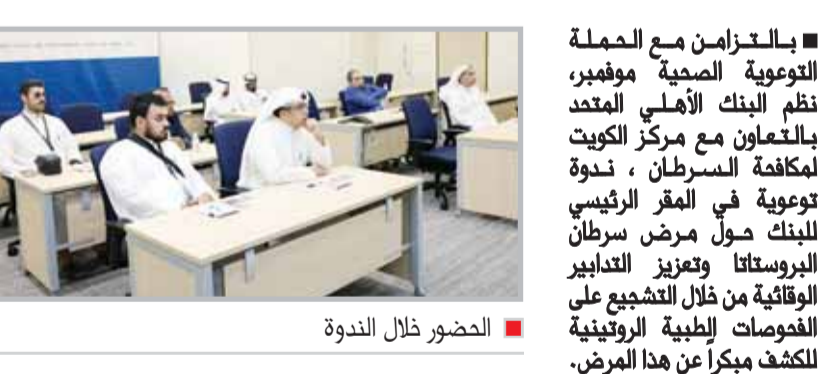 ■ بالتزامن مع الحملة
التوعوية الصحية موفمبر،
نظم البنك الأهلي المتحد
بالتعاون مع مركز الكويت
لمكافحة السرطان ، ندوة
توعوية في المقر الرئيسي
للبنك حول مرض سرطان
البروستاتا وتعزيز التدابير
الوقائية من خلال التشجيع على
الفحوصات الطبية الروتينية
للكشف مبكراً عن هذا المرض.
■ الحضور خلال الندوة